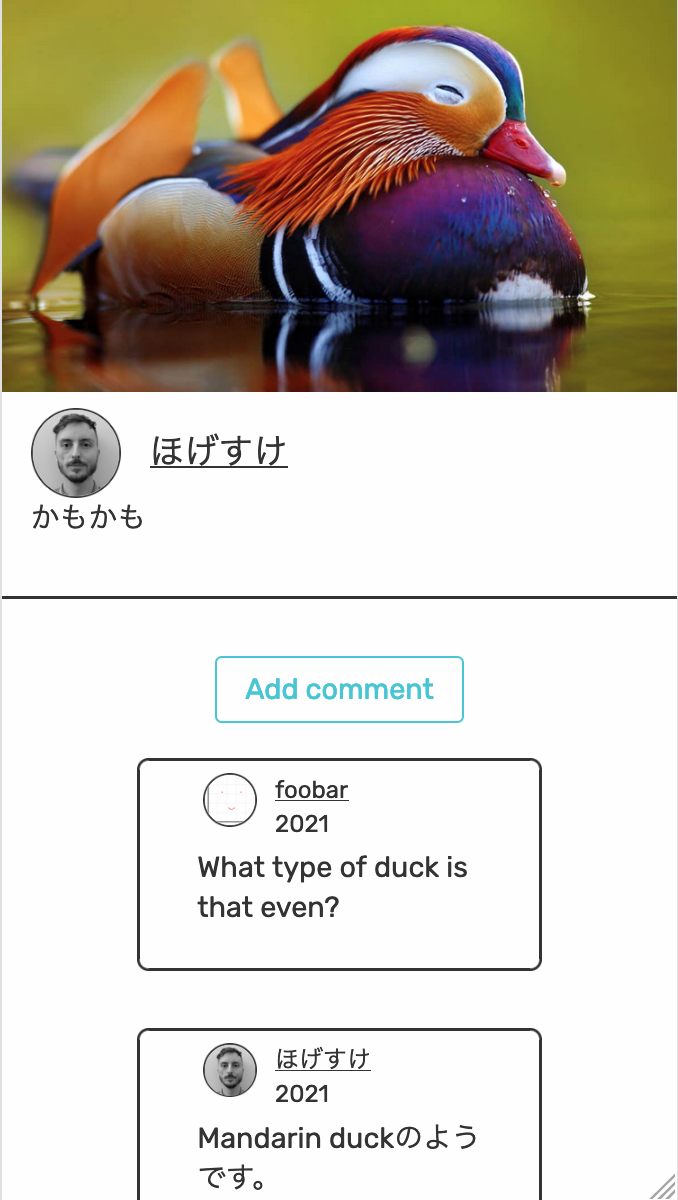 ほげすけ
かもかも
Add comment
foobar
2021
What type of duck is
that even?
ほげすけ
2021
Mandarin duckのよう
です。